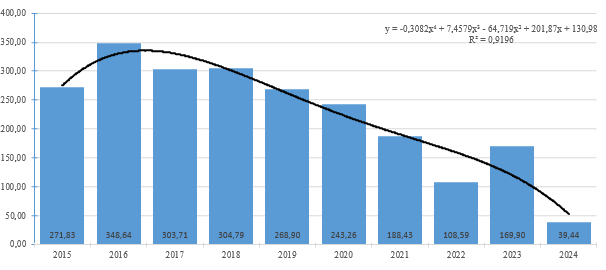 400,00
y = -0,3082x⁴ + 7,4579x³ - 64,719x² + 201,87x + 130,98
R² = 0,9196
350,00
300,00
250,00
200,00
150,00
100,00
50,00
0,00
271,83 348,64 303,71 304,79 268,90 243,26 188,43 108,59 169,90 39,44
2015 2016 2017 2018 2019 2020 2021 2022 2023 2024